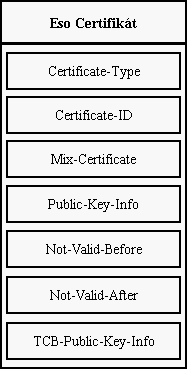 Eso Certifikát
Certificate-Type
Certificate-ID
Mix-Certificate
Public-Key-Info
Not-Valid-Before
Not-Valid-After
TCB-Public-Key-Info